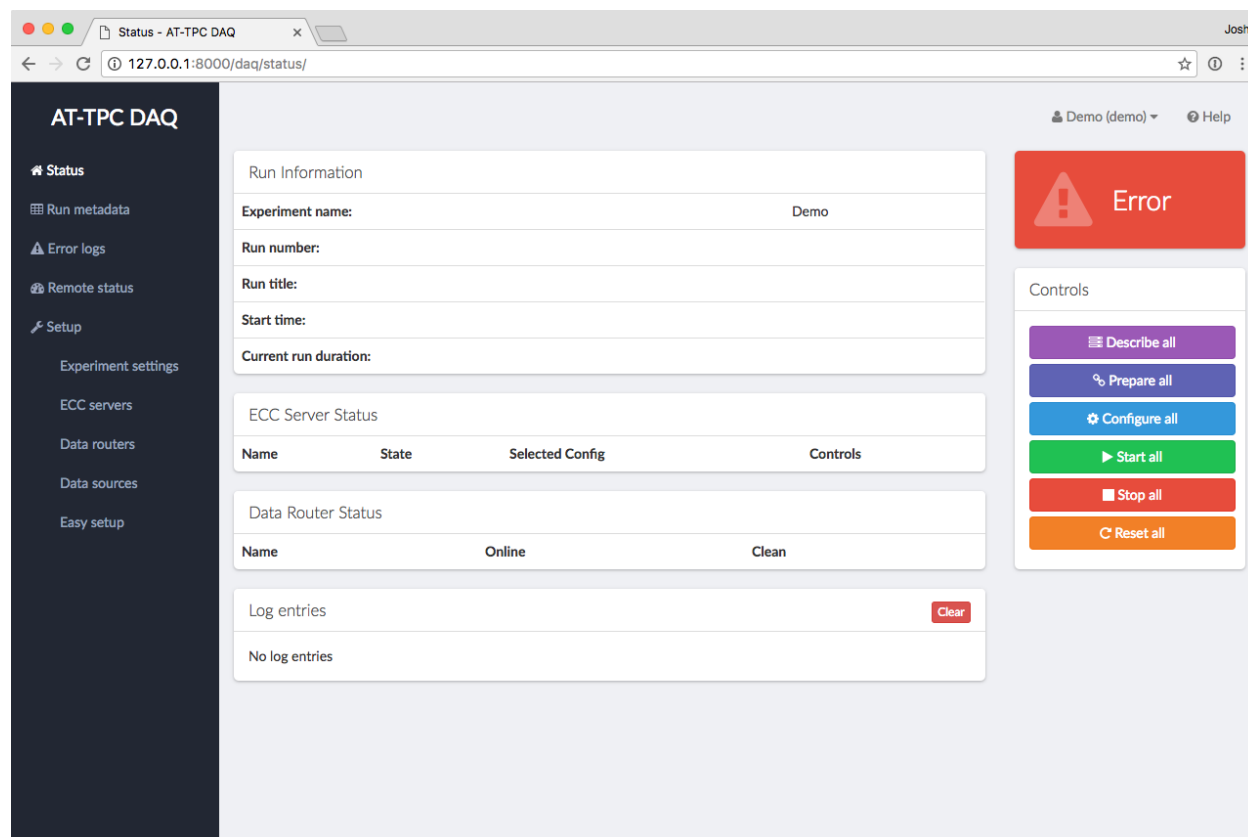 Status - AT-TPC DAQ
Josh
127.0.0.1:8000/daq/status/
AT-TPC DAQ
Demo (demo)
Help
Status
Run metadata
Error logs
Remote status
Setup
Experiment settings
ECC servers
Data routers
Data sources
Easy setup
Run Information
Experiment name: Demo
Run number:
Run title:
Start time:
Current run duration:
ECC Server Status
Name State Selected Config Controls
Data Router Status
Name Online Clean
Log entries
Clear
No log entries
Error
Controls
Describe all
Prepare all
Configure all
Start all
Stop all
Reset all